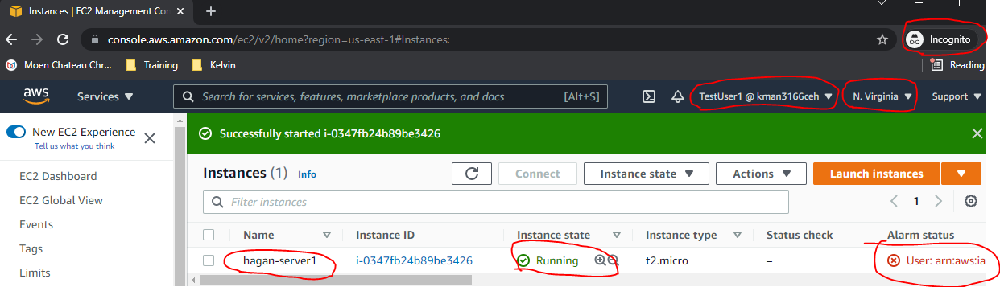 Instances | EC2 Management Cor
console.aws.amazon.com/ec2/v2/home?region=us-east-1#Instances:
Incognito
Moen Chateau Chr... Training Kelvin Reading
aws Services Search for services, features, marketplace products, and docs [Alt+S] TestUser1 @ kman3166ceh N. Virginia Support
New EC2 Experience
Tell us what you think
EC2 Dashboard
EC2 Global View
Events
Tags
Limits
Successfully started i-0347fb24b89be3426
Instances (1) Info Connect Instance state Actions Launch instances
Filter instances 1
Name Instance ID Instance state Instance type Status check Alarm status
hagan-server1 i-0347fb24b89be3426 Running t2.micro – User: arn:aws:ia